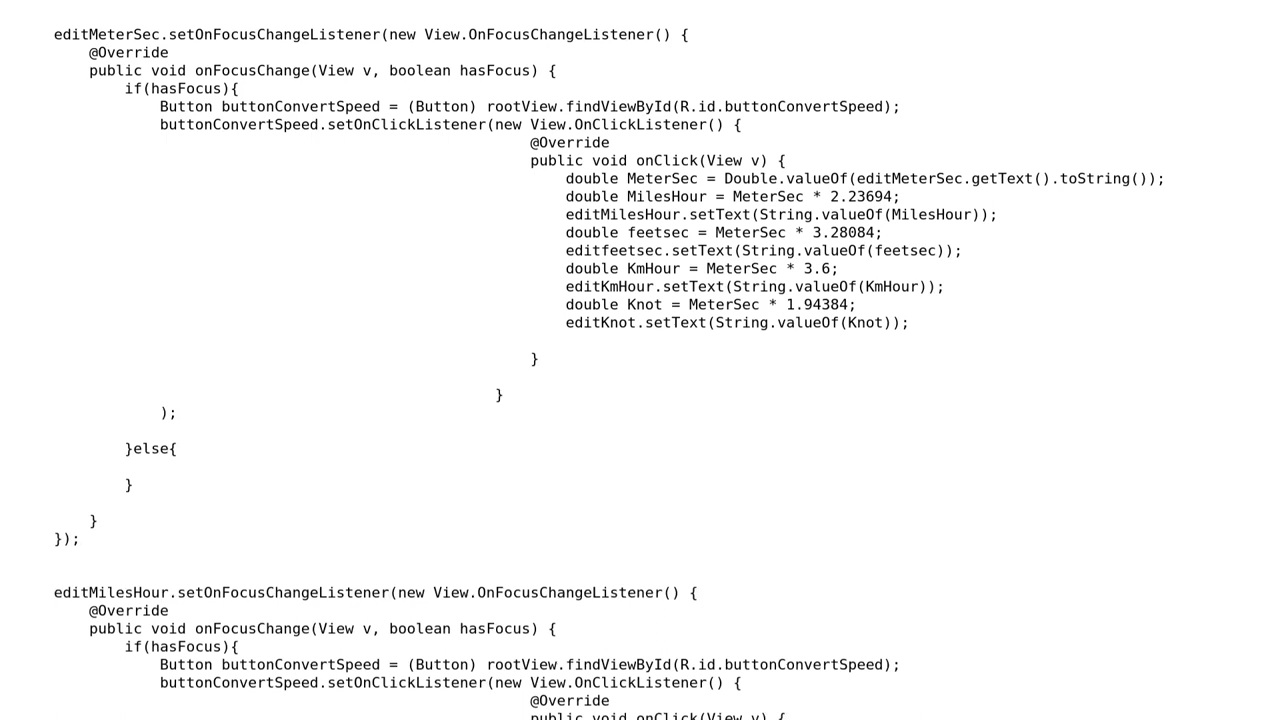 editMeterSec.setOnFocusChangeListener(new View.OnFocusChangeListener() {
    @Override
    public void onFocusChange(View v, boolean hasFocus) {
        if(hasFocus){
            Button buttonConvertSpeed = (Button) rootView.findViewById(R.id.buttonConvertSpeed);
            buttonConvertSpeed.setOnClickListener(new View.OnClickListener() {
                                                      @Override
                                                      public void onClick(View v) {
                                                          double MeterSec = Double.valueOf(editMeterSec.getText().toString());
                                                          double MilesHour = MeterSec * 2.23694;
                                                          editMilesHour.setText(String.valueOf(MilesHour));
                                                          double feetsec = MeterSec * 3.28084;
                                                          editfeetsec.setText(String.valueOf(feetsec));
                                                          double KmHour = MeterSec * 3.6;
                                                          editKmHour.setText(String.valueOf(KmHour));
                                                          double Knot = MeterSec * 1.94384;
                                                          editKnot.setText(String.valueOf(Knot));
                                                      }
                                                  }
            );
        }else{
        }
    }
});
editMilesHour.setOnFocusChangeListener(new View.OnFocusChangeListener() {
    @Override
    public void onFocusChange(View v, boolean hasFocus) {
        if(hasFocus){
            Button buttonConvertSpeed = (Button) rootView.findViewById(R.id.buttonConvertSpeed);
            buttonConvertSpeed.setOnClickListener(new View.OnClickListener() {
                                                      @Override
                                                      public void onClick(View v) {